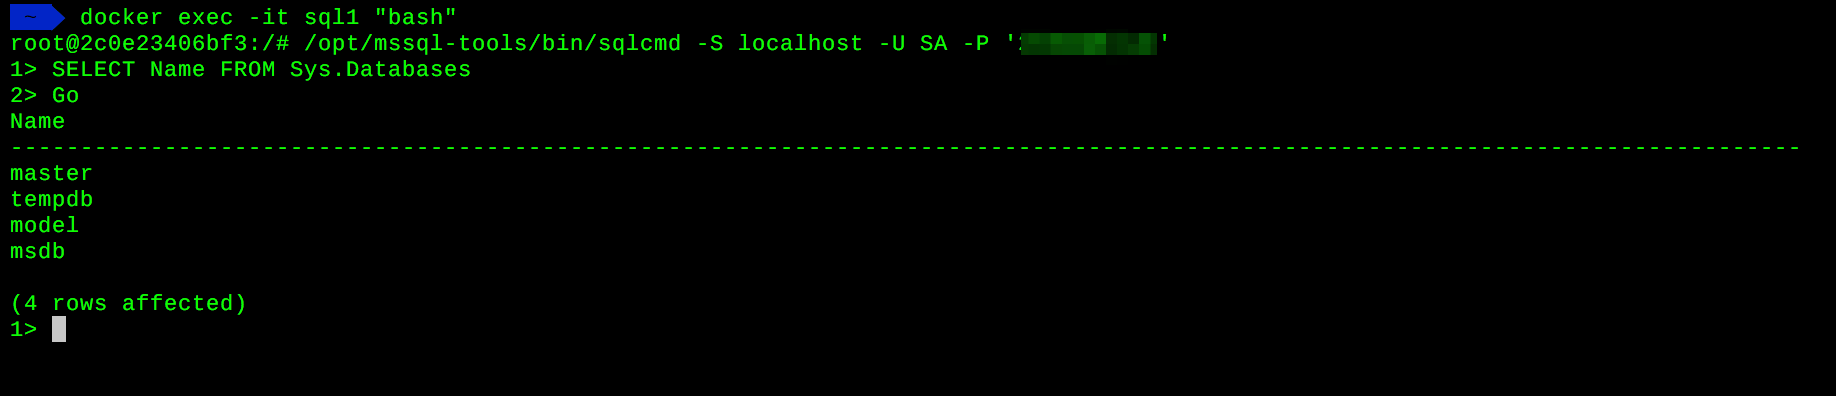 ~ docker exec -it sql1 "bash"
root@2c0e23406bf3:/# /opt/mssql-tools/bin/sqlcmd -S localhost -U SA -P ' '
1> SELECT Name FROM Sys.Databases
2> Go
Name
--------------------------------------------------------------------------------------------------------------------------------
master
tempdb
model
msdb
(4 rows affected)
1>